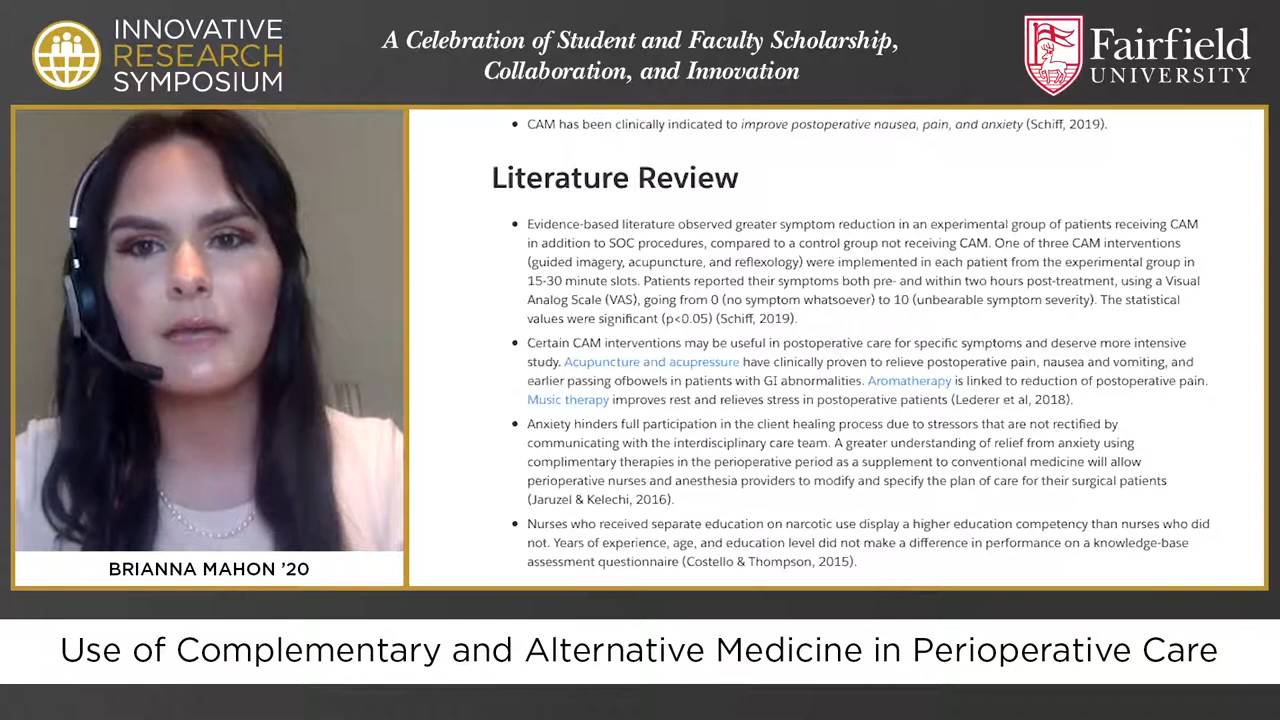 INNOVATIVE
RESEARCH
SYMPOSIUM
A Celebration of Student and Faculty Scholarship,
Collaboration, and Innovation
Fairfield
UNIVERSITY
• CAM has been clinically indicated to improve postoperative nausea, pain, and anxiety (Schiff, 2019).
Literature Review
• Evidence-based literature observed greater symptom reduction in an experimental group of patients receiving CAM
in addition to SOC procedures, compared to a control group not receiving CAM. One of three CAM interventions
(guided imagery, acupuncture, and reflexology) were implemented in each patient from the experimental group in
15-30 minute slots. Patients reported their symptoms both pre- and within two hours post-treatment, using a Visual
Analog Scale (VAS), going from 0 (no symptom whatsoever) to 10 (unbearable symptom severity). The statistical
values were significant (p<0.05) (Schiff, 2019).
• Certain CAM interventions may be useful in postoperative care for specific symptoms and deserve more intensive
study. Acupuncture and acupressure have clinically proven to relieve postoperative pain, nausea and vomiting, and
earlier passing ofbowels in patients with GI abnormalities. Aromatherapy is linked to reduction of postoperative pain.
Music therapy improves rest and relieves stress in postoperative patients (Lederer et al, 2018).
• Anxiety hinders full participation in the client healing process due to stressors that are not rectified by
communicating with the interdisciplinary care team. A greater understanding of relief from anxiety using
complimentary therapies in the perioperative period as a supplement to conventional medicine will allow
perioperative nurses and anesthesia providers to modify and specify the plan of care for their surgical patients
(Jaruzel & Kelechi, 2016).
• Nurses who received separate education on narcotic use display a higher education competency than nurses who did
not. Years of experience, age, and education level did not make a difference in performance on a knowledge-base
assessment questionnaire (Costello & Thompson, 2015).
BRIANNA MAHON ’20
Use of Complementary and Alternative Medicine in Perioperative Care